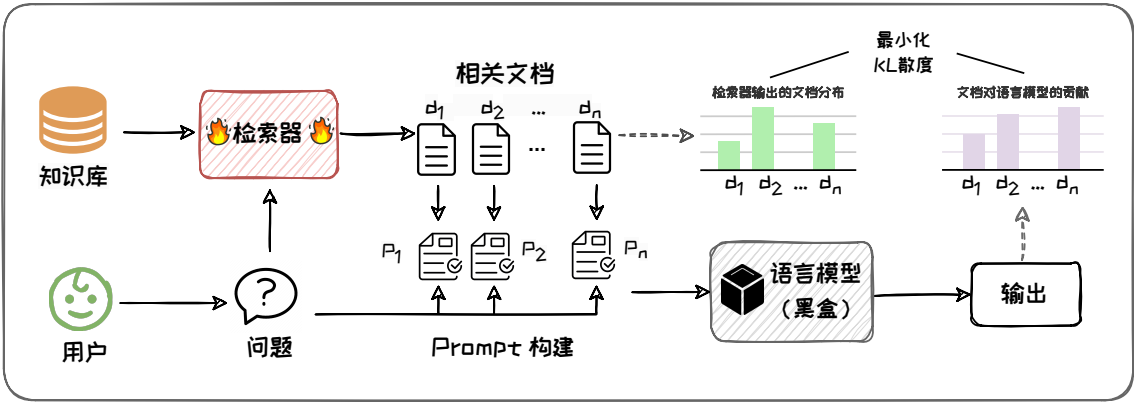 最小化
KL散度
相关文档
检索器输出的文档分布
文档对语言模型的贡献
d1 d2 ... dn
检索器
...
知识库
d1 d2 ... dn
d1 d2 ... dn
P1 P2 Pn
语言模型
（黑盒）
输出
?
用户
问题
Prompt 构建